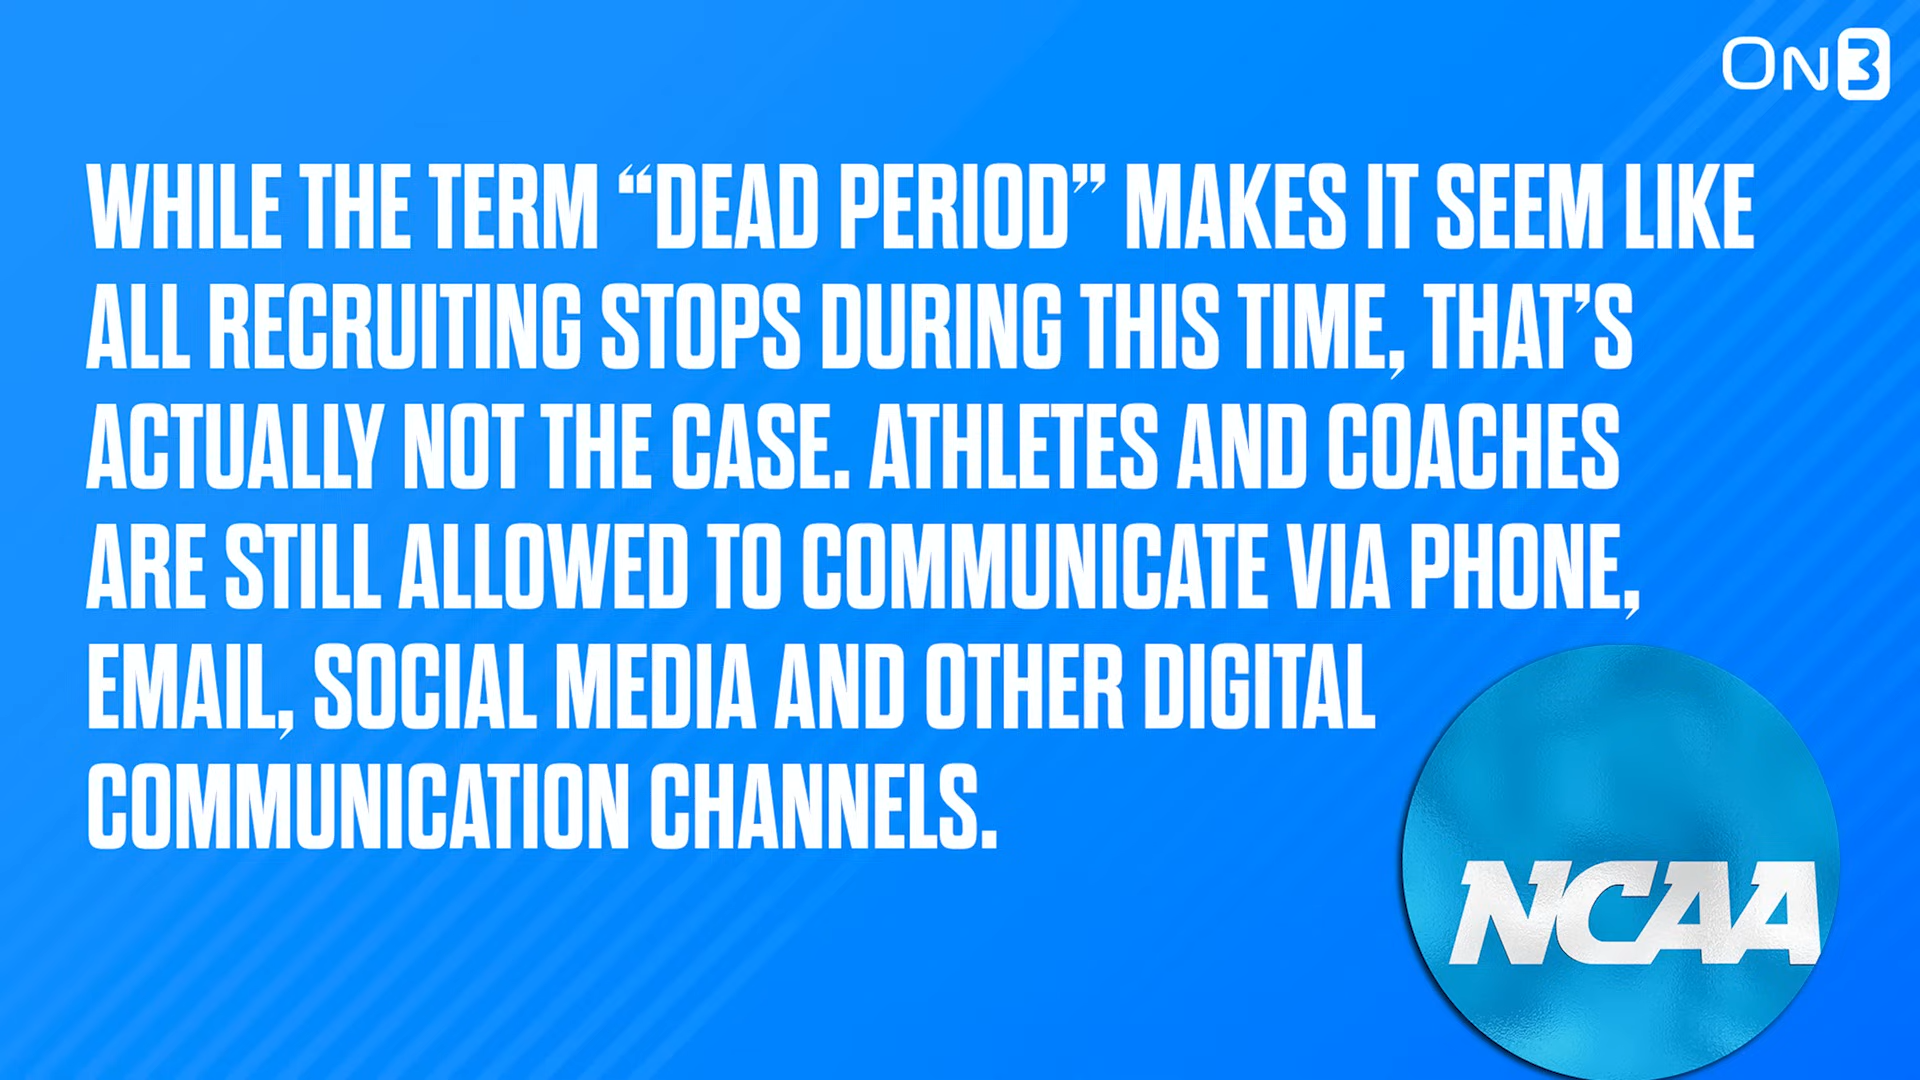 ON3
WHILE THE TERM “DEAD PERIOD” MAKES IT SEEM LIKE
ALL RECRUITING STOPS DURING THIS TIME, THAT’S
ACTUALLY NOT THE CASE. ATHLETES AND COACHES
ARE STILL ALLOWED TO COMMUNICATE VIA PHONE,
EMAIL, SOCIAL MEDIA AND OTHER DIGITAL
COMMUNICATION CHANNELS.
NCAA